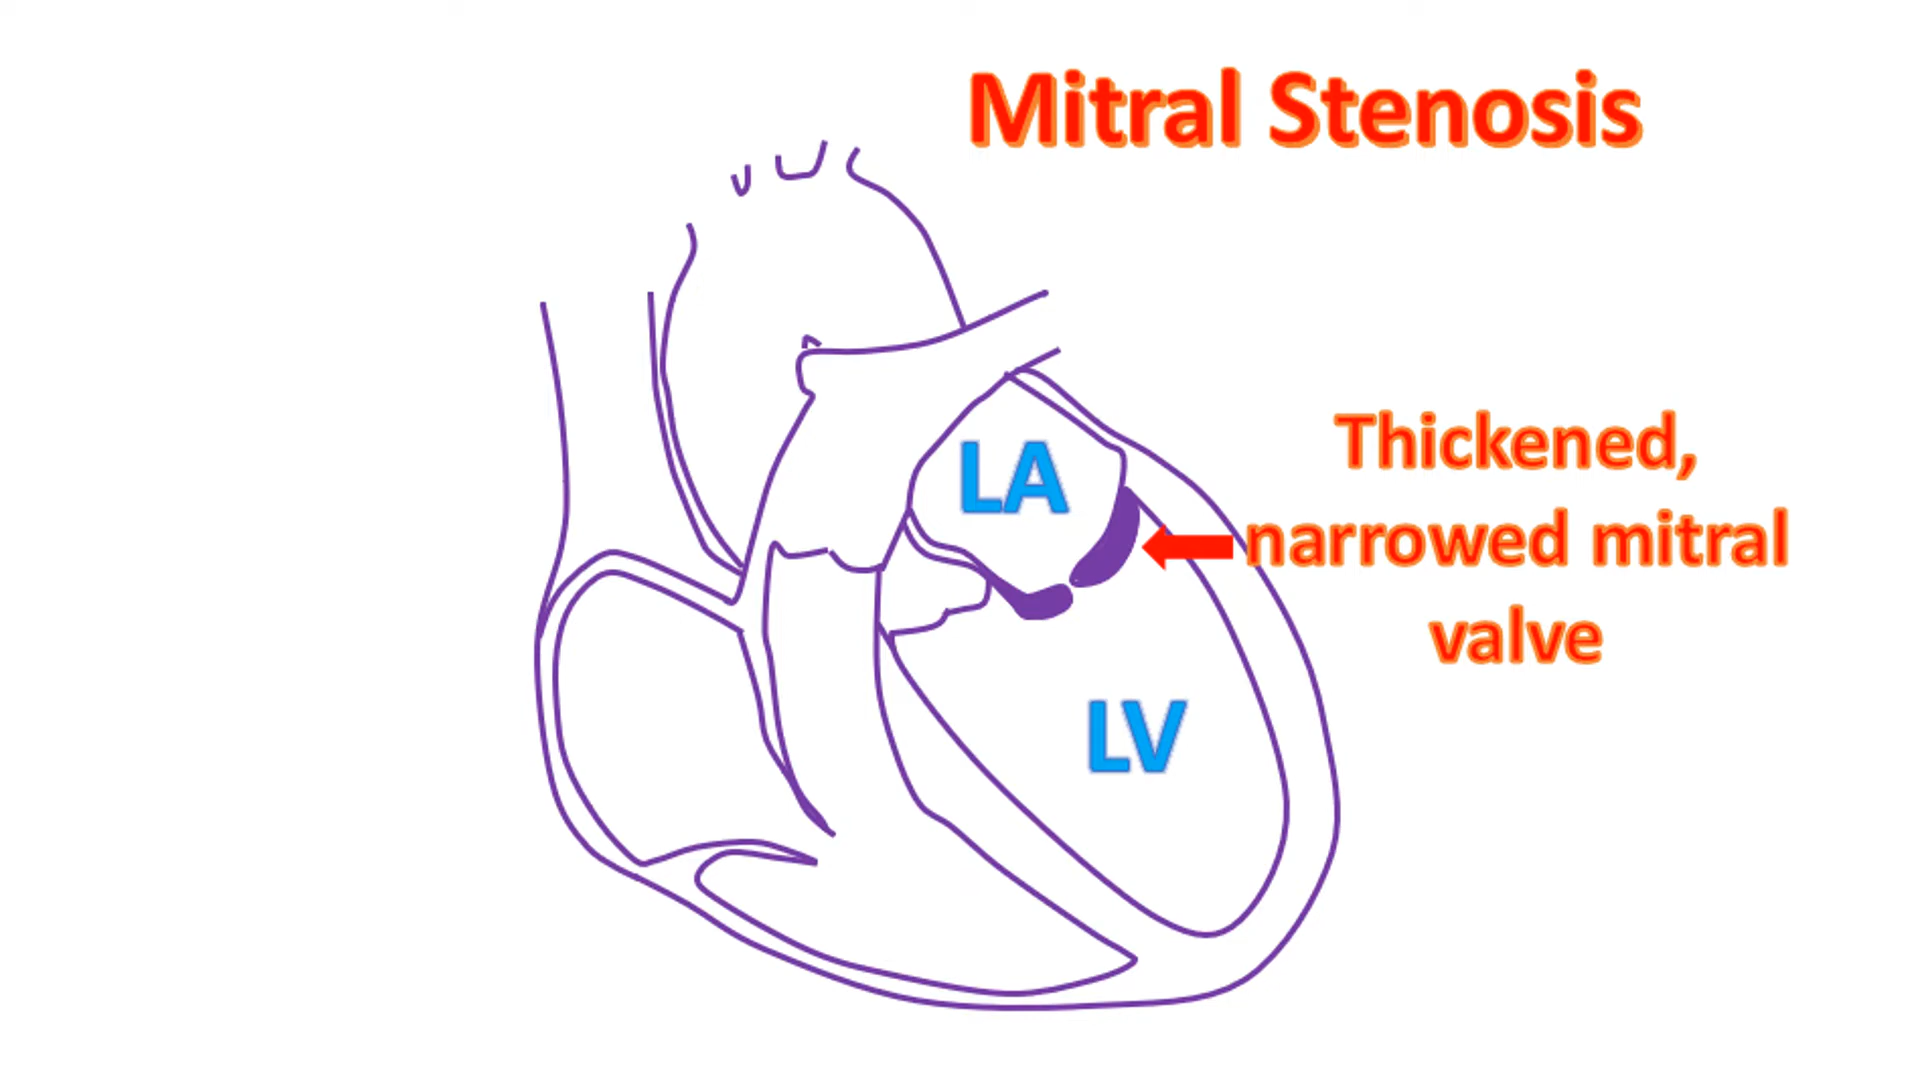 Mitral Stenosis
LA
Thickened,
narrowed mitral
valve
LV